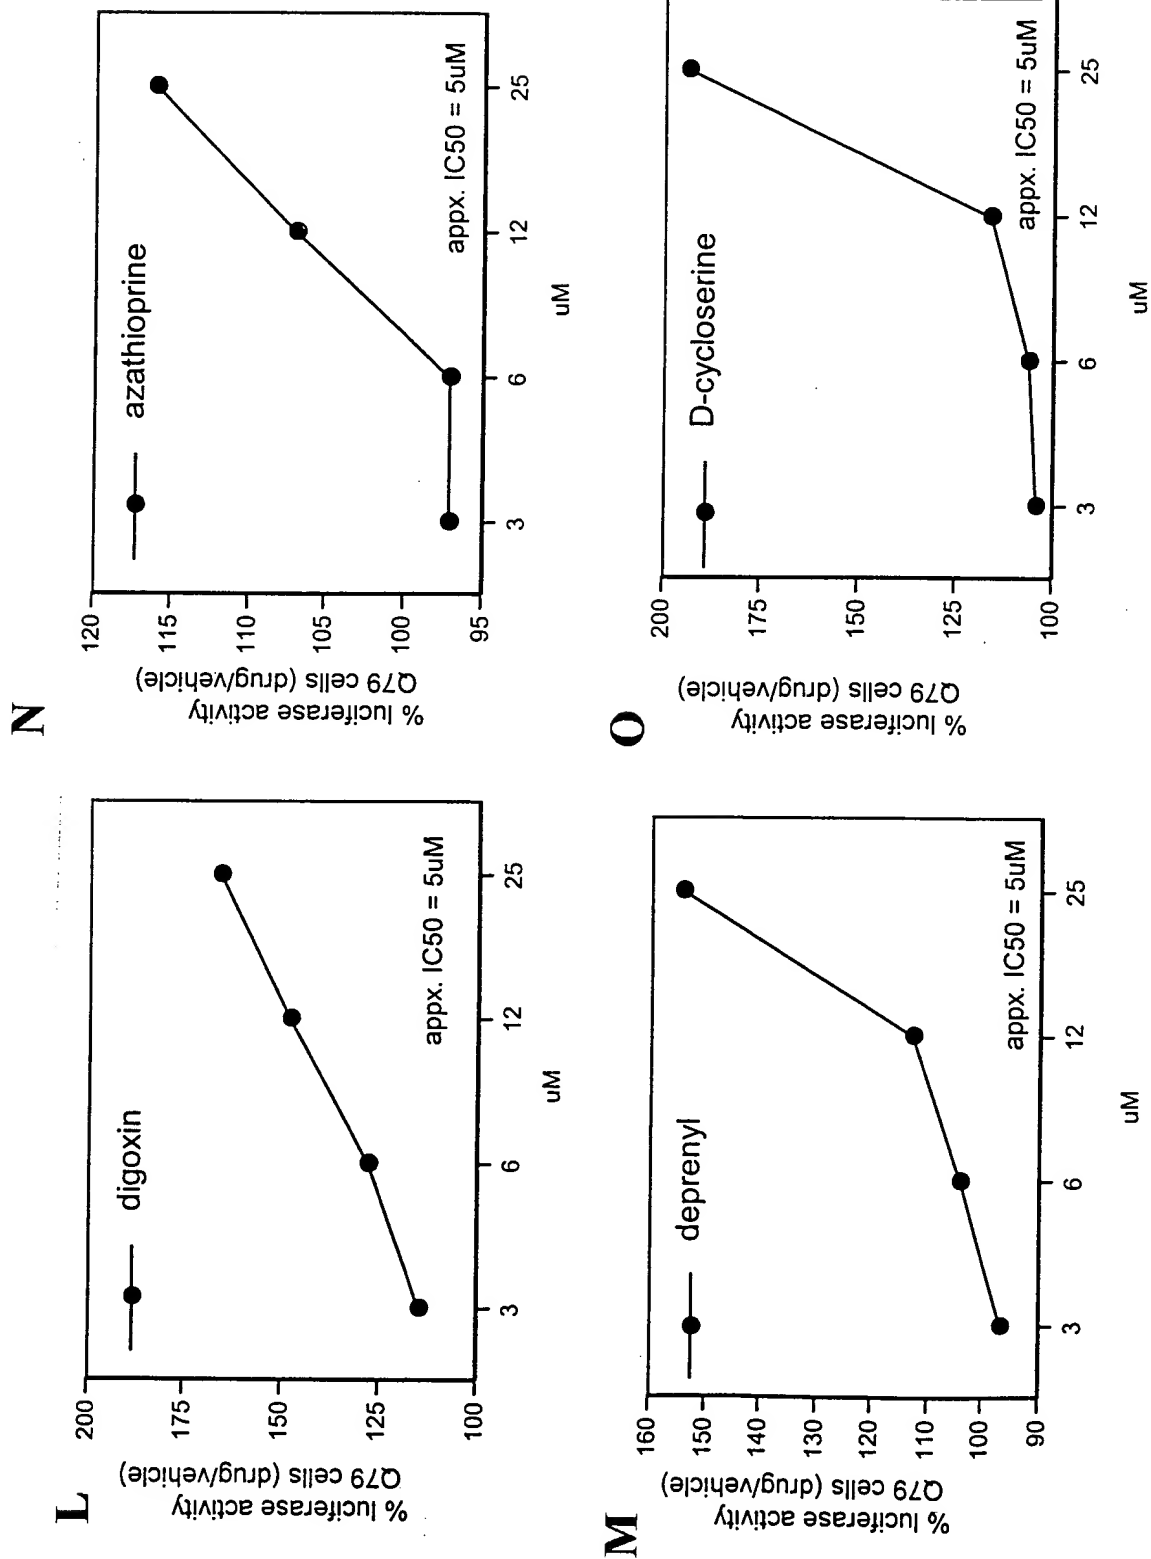 L
% luciferase activity
Q79 cells (drug/vehicle)
200
175
150
125
100
digoxin
appx. IC50 = 5uM
3
6
12
25
uM
N
% luciferase activity
Q79 cells (drug/vehicle)
120
115
110
105
100
95
azathioprine
appx. IC50 = 5uM
3
6
12
25
uM
M
% luciferase activity
Q79 cells (drug/vehicle)
160
150
140
130
120
110
100
90
deprenyl
appx. IC50 = 5uM
3
6
12
25
uM
O
% luciferase activity
Q79 cells (drug/vehicle)
200
175
150
125
100
D-cycloserine
appx. IC50 = 5uM
3
6
12
25
uM